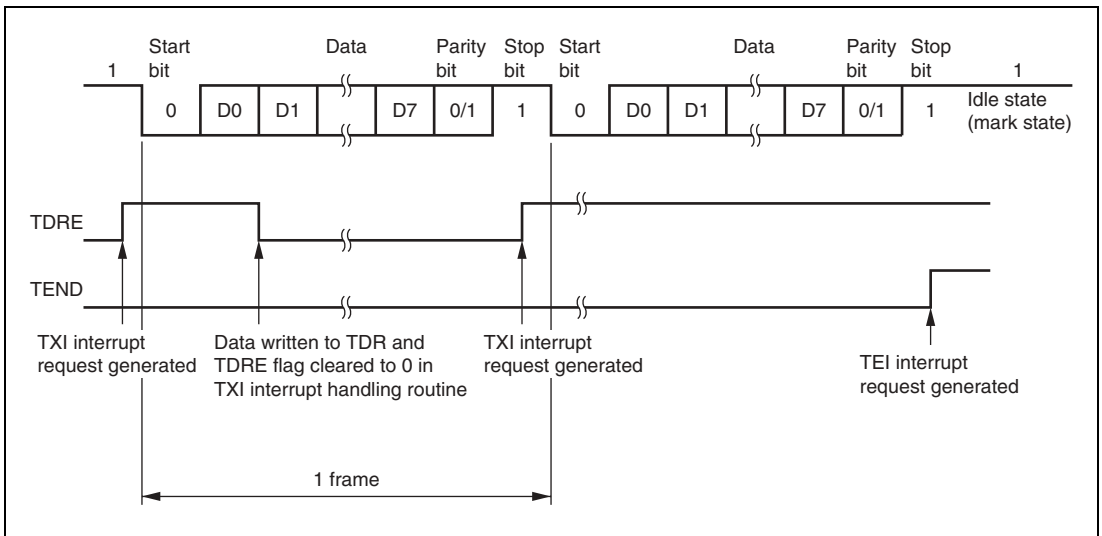 Start Data Parity Stop Start Data Parity Stop
1 bit bit bit bit bit bit 1
0 D0 D1 D7 0/1 1 0 D0 D1 D7 0/1 1 Idle state
(mark state)
TDRE
TEND
TXI interrupt
request generated
Data written to TDR and
TDRE flag cleared to 0 in
TXI interrupt handling routine
TXI interrupt
request generated
TEI interrupt
request generated
1 frame